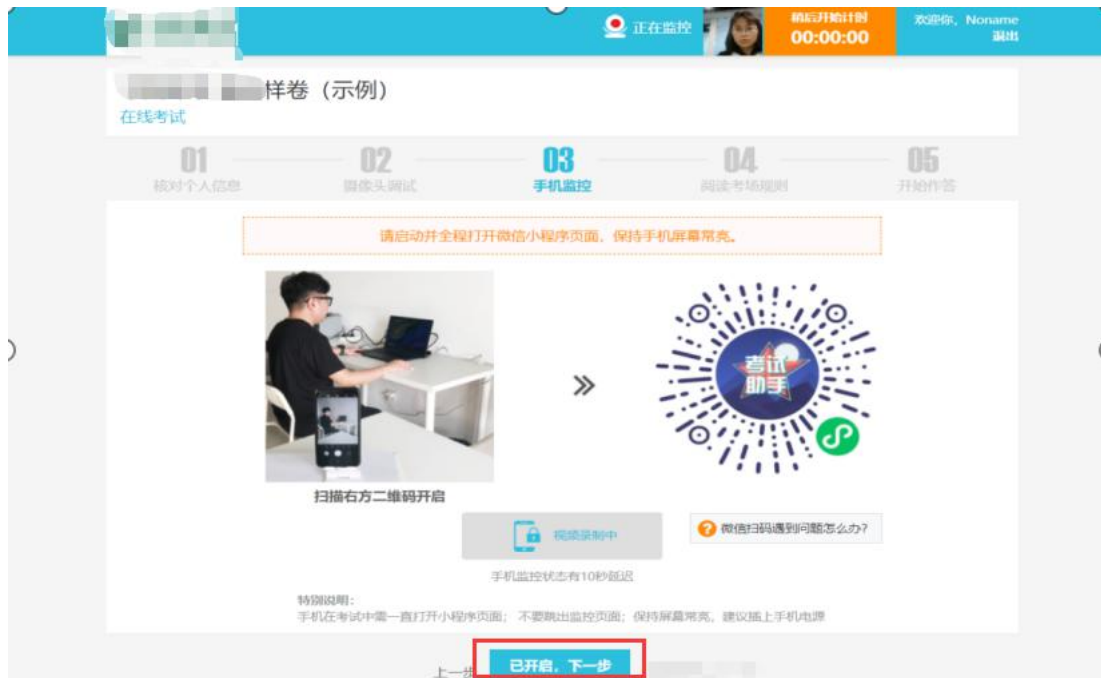 正在监控
稍后开始计时
00:00:00
欢迎你，Noname
退出
样卷（示例）
在线考试
01
核对个人信息
02
摄像头调试
03
手机监控
04
阅读考场规则
05
开始作答
请启动并全程打开微信小程序页面，保持手机屏幕常亮。
考试
助手
扫描右方二维码开启
视频录制中
微信扫码遇到问题怎么办？
手机监控状态有10秒延迟
特别说明：
手机在考试中需一直打开小程序页面； 不要跳出监控页面；保持屏幕常亮，建议插上手机电源
上一步
已开启，下一步